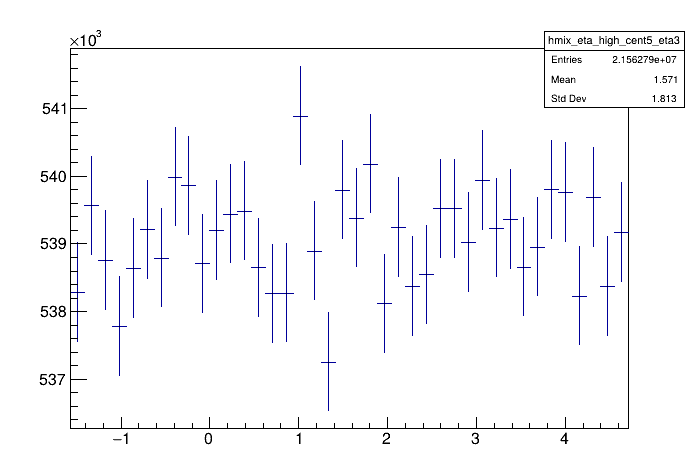 ×10³
hmix_eta_high_cent5_eta3
Entries 2.156279e+07
Mean 1.571
Std Dev 1.813
541
540
539
538
537
−1 0 1 2 3 4